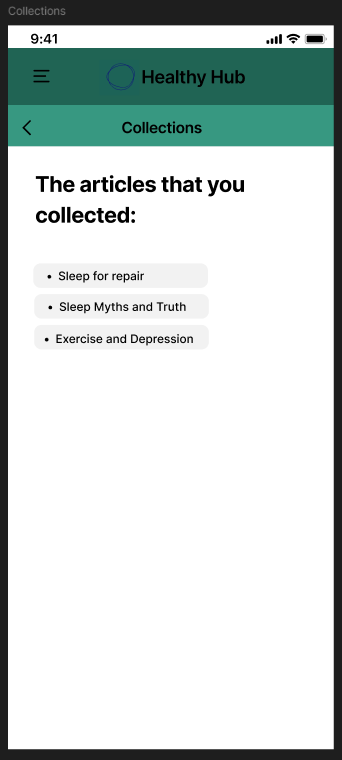 Collections
9:41
Healthy Hub
Collections
The articles that you
collected:
• Sleep for repair
• Sleep Myths and Truth
• Exercise and Depression